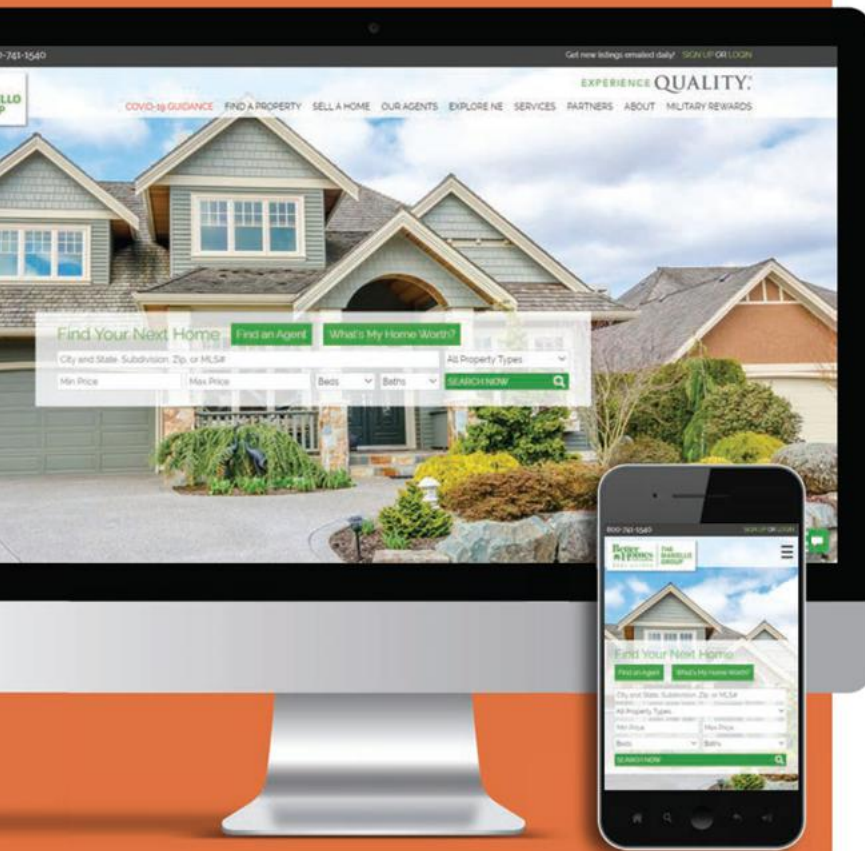 0-741-1540
Get new listings emailed daily! SIGN UP OR LOGIN
EXPERIENCE QUALITY.
COVID-19 GUIDANCE FIND A PROPERTY SELL A HOME OUR AGENTS EXPLORE NE SERVICES PARTNERS ABOUT MILITARY REWARDS
Find Your Next Home Find an Agent What's My Home Worth?
City and State, Subdivision, Zip, or MLS# All Property Types
Min Price Max Price Beds Baths SEARCH NOW
800-741-1540 SIGN UP OR LOGIN
Better
Homes
REAL ESTATE
THE
MASIELLO
GROUP
Find Your Next Home
Find an Agent What's My Home Worth?
City and State, Subdivision, Zip, or MLS#
All Property Types
Min Price Max Price
Beds Baths
SEARCH NOW